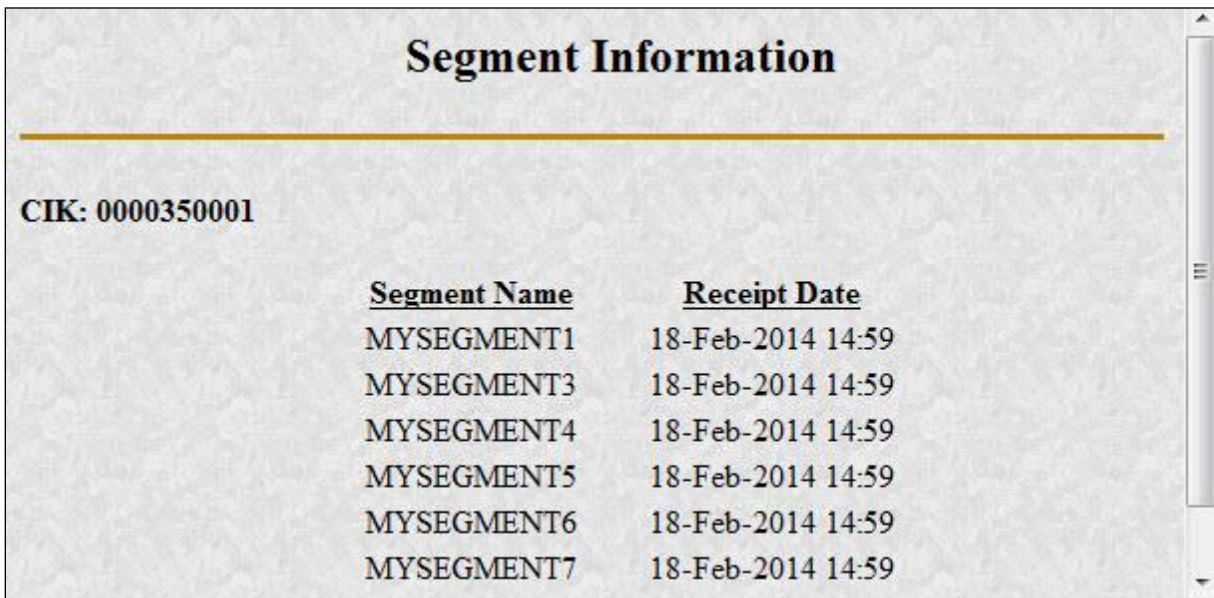 Segment Information
CIK: 0000350001
Segment Name Receipt Date
MYSEGMENT1 18-Feb-2014 14:59
MYSEGMENT3 18-Feb-2014 14:59
MYSEGMENT4 18-Feb-2014 14:59
MYSEGMENT5 18-Feb-2014 14:59
MYSEGMENT6 18-Feb-2014 14:59
MYSEGMENT7 18-Feb-2014 14:59